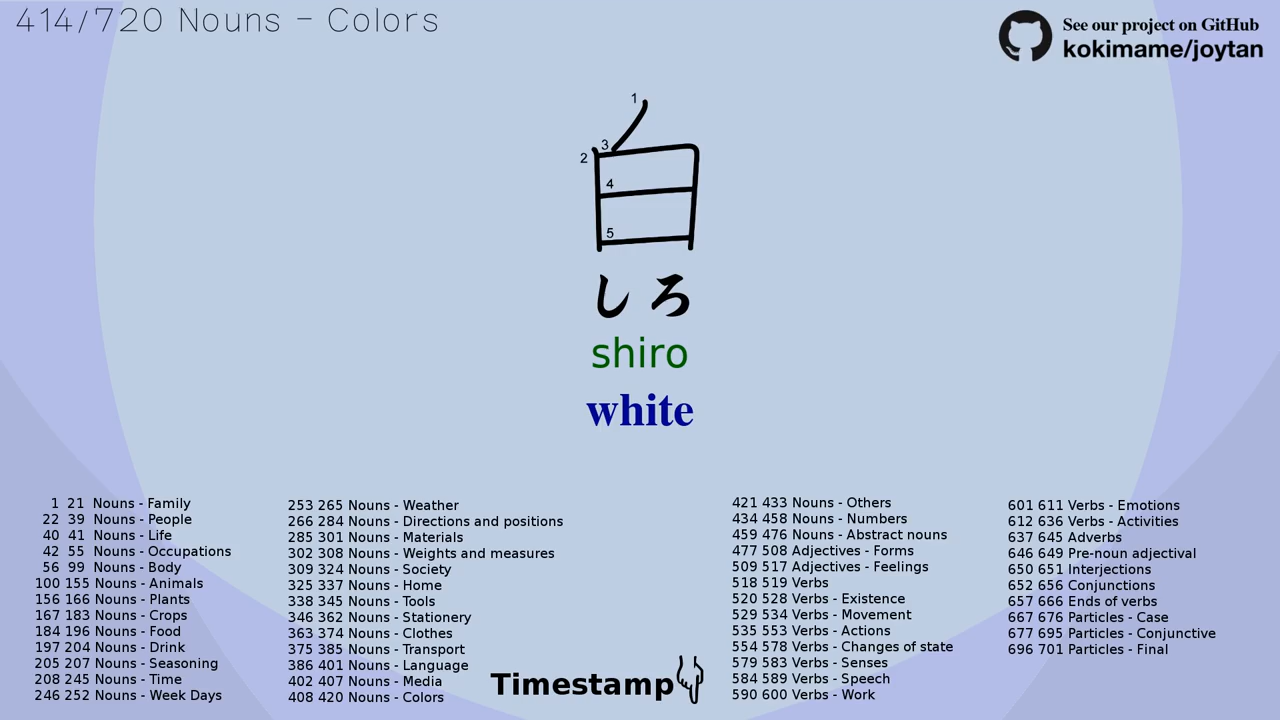 414/720 Nouns - Colors
See our project on GitHub
kokimame/joytan
1
2
3
4
5
白
しろ
shiro
white
1 21 Nouns - Family
22 39 Nouns - People
40 41 Nouns - Life
42 55 Nouns - Occupations
56 99 Nouns - Body
100 155 Nouns - Animals
156 166 Nouns - Plants
167 183 Nouns - Crops
184 196 Nouns - Food
197 204 Nouns - Drink
205 207 Nouns - Seasoning
208 245 Nouns - Time
246 252 Nouns - Week Days
253 265 Nouns - Weather
266 284 Nouns - Directions and positions
285 301 Nouns - Materials
302 308 Nouns - Weights and measures
309 324 Nouns - Society
325 337 Nouns - Home
338 345 Nouns - Tools
346 362 Nouns - Stationery
363 374 Nouns - Clothes
375 385 Nouns - Transport
386 401 Nouns - Language
402 407 Nouns - Media
408 420 Nouns - Colors
Timestamp
421 433 Nouns - Others
434 458 Nouns - Numbers
459 476 Nouns - Abstract nouns
477 508 Adjectives - Forms
509 517 Adjectives - Feelings
518 519 Verbs
520 528 Verbs - Existence
529 534 Verbs - Movement
535 553 Verbs - Actions
554 578 Verbs - Changes of state
579 583 Verbs - Senses
584 589 Verbs - Speech
590 600 Verbs - Work
601 611 Verbs - Emotions
612 636 Verbs - Activities
637 645 Adverbs
646 649 Pre-noun adjectival
650 651 Interjections
652 656 Conjunctions
657 666 Ends of verbs
667 676 Particles - Case
677 695 Particles - Conjunctive
696 701 Particles - Final